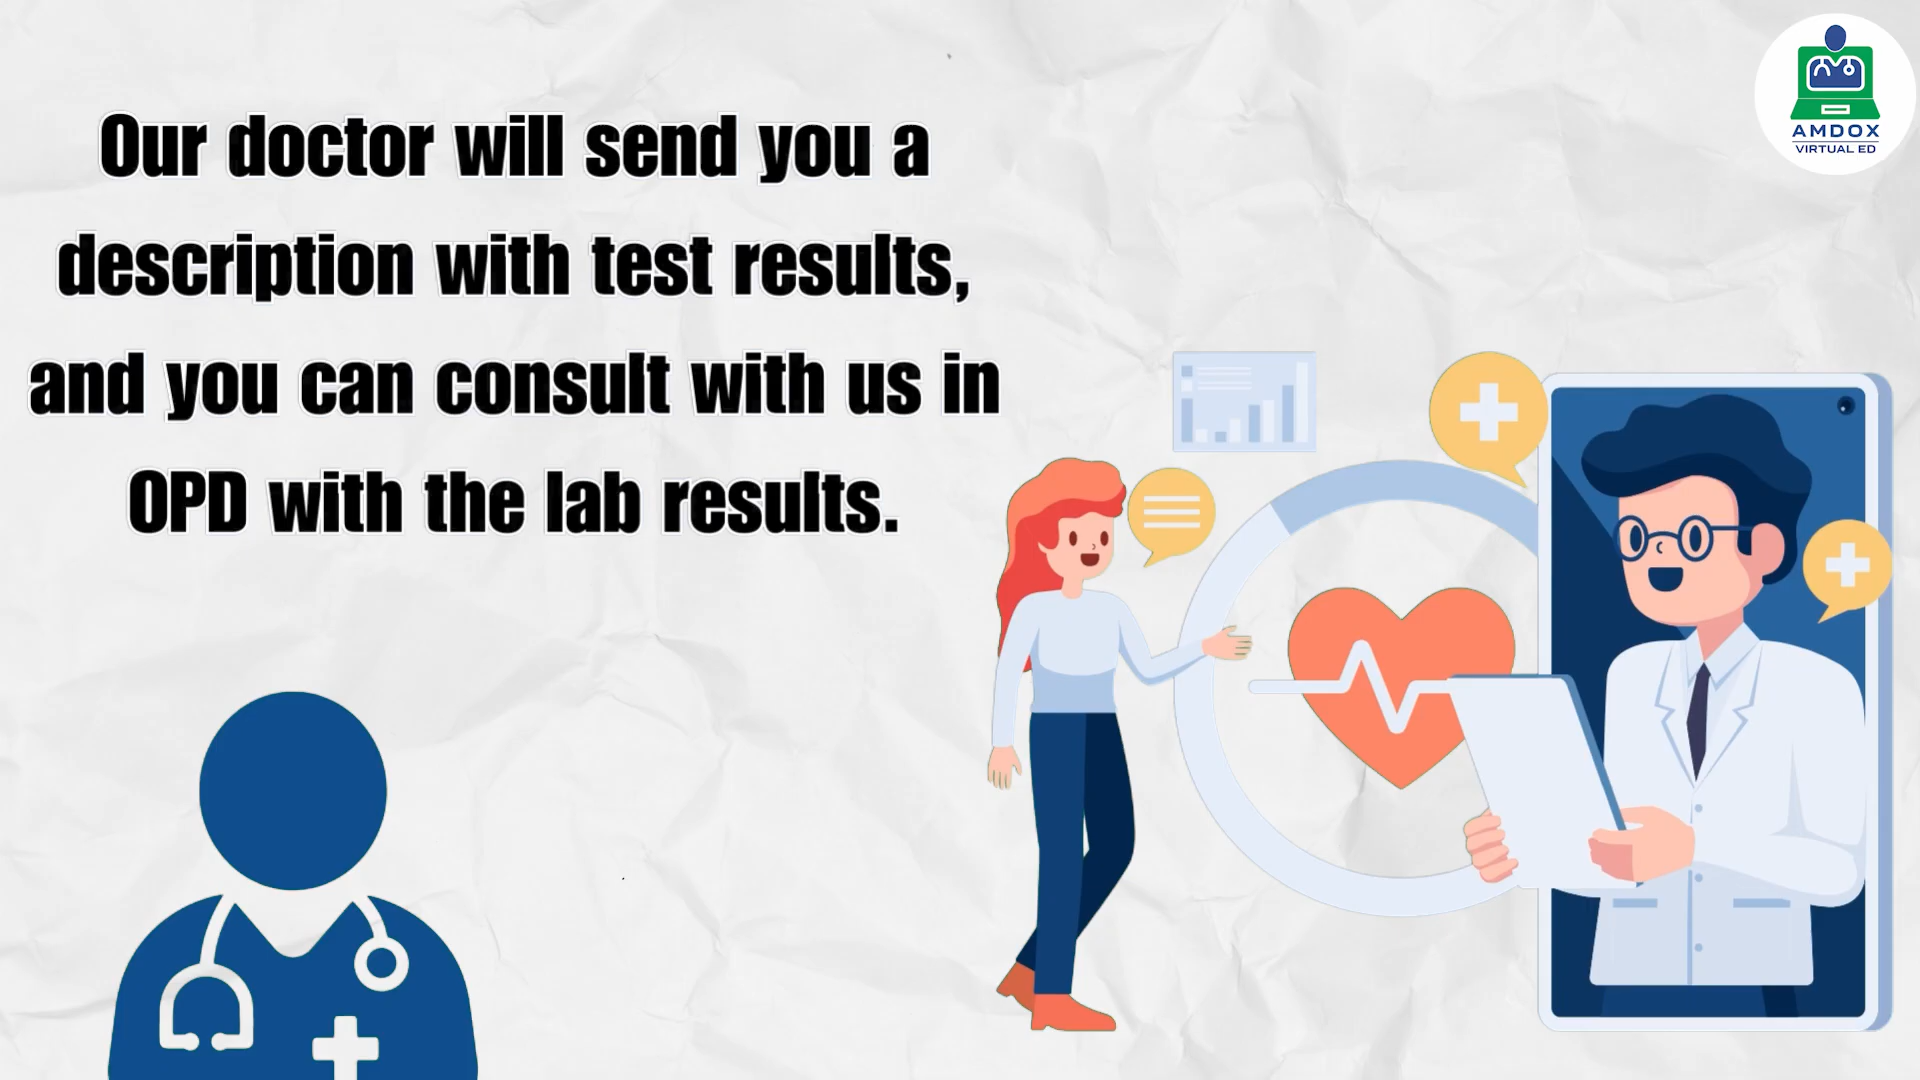 Our doctor will send you a
description with test results,
and you can consult with us in
OPD with the lab results.
AMDOX
VIRTUAL ED